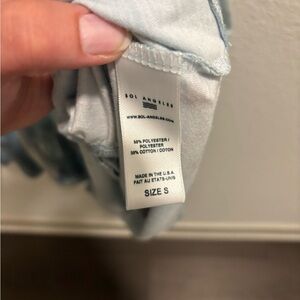 SOL ANGELES
WWW.SOL-ANGELES.COM
50% POLYESTER /
POLYESTER
50% COTTON / COTON
MADE IN THE U.S.A.
FAIT AU ETATS-UNIS
SIZE S